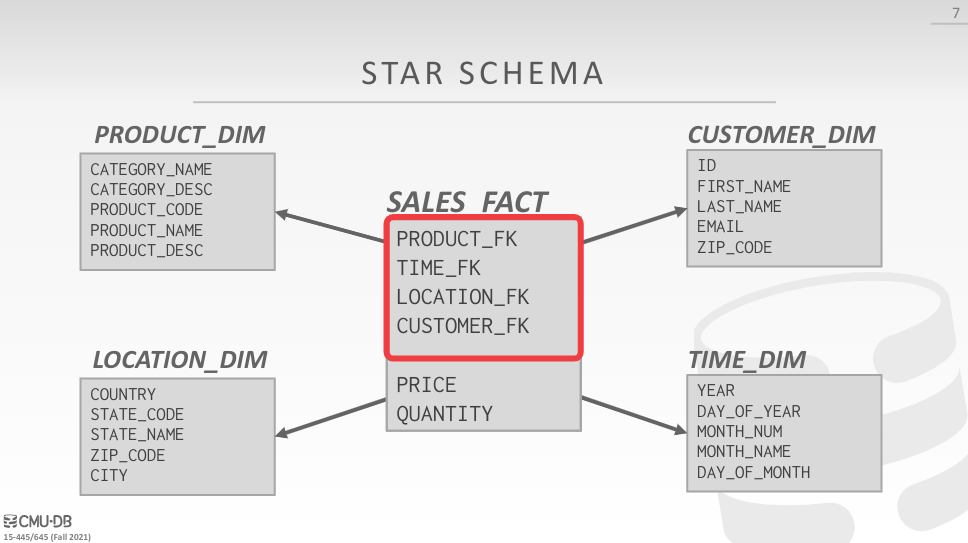 7
STAR SCHEMA
PRODUCT_DIM
CATEGORY_NAME
CATEGORY_DESC
PRODUCT_CODE
PRODUCT_NAME
PRODUCT_DESC
CUSTOMER_DIM
ID
FIRST_NAME
LAST_NAME
EMAIL
ZIP_CODE
SALES_FACT
PRODUCT_FK
TIME_FK
LOCATION_FK
CUSTOMER_FK
PRICE
QUANTITY
LOCATION_DIM
COUNTRY
STATE_CODE
STATE_NAME
ZIP_CODE
CITY
TIME_DIM
YEAR
DAY_OF_YEAR
MONTH_NUM
MONTH_NAME
DAY_OF_MONTH
CMU·DB
15-445/645 (Fall 2021)